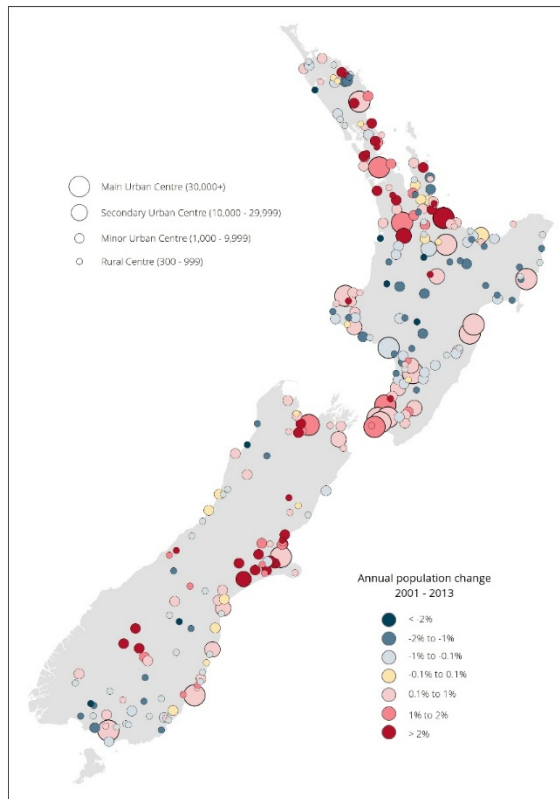 Main Urban Centre (30,000+)
Secondary Urban Centre (10,000 - 29,999)
Minor Urban Centre (1,000 - 9,999)
Rural Centre (300 - 999)
Annual population change
2001 - 2013
< -2%
-2% to -1%
-1% to -0.1%
-0.1% to 0.1%
0.1% to 1%
1% to 2%
> 2%